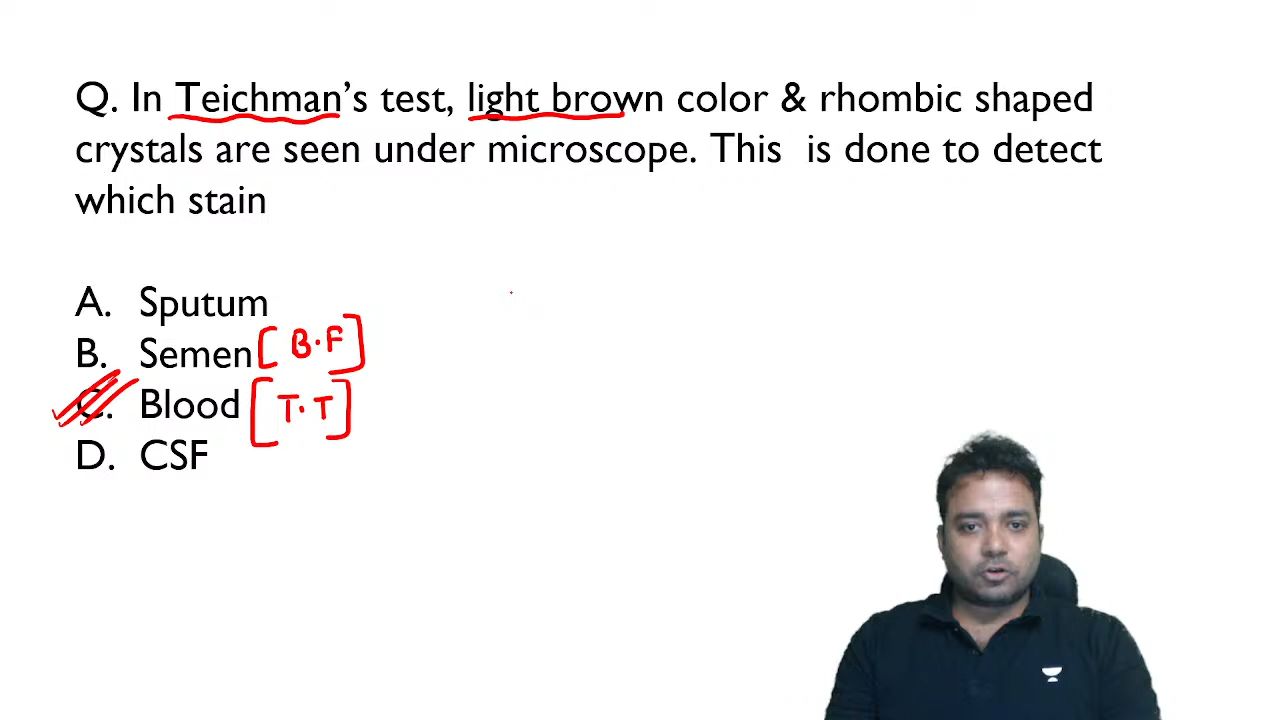 Q. In Teichman's test, light brown color & rhombic shaped
crystals are seen under microscope. This is done to detect
which stain
A. Sputum
B. Semen [B.F]
C. Blood [T.T]
D. CSF